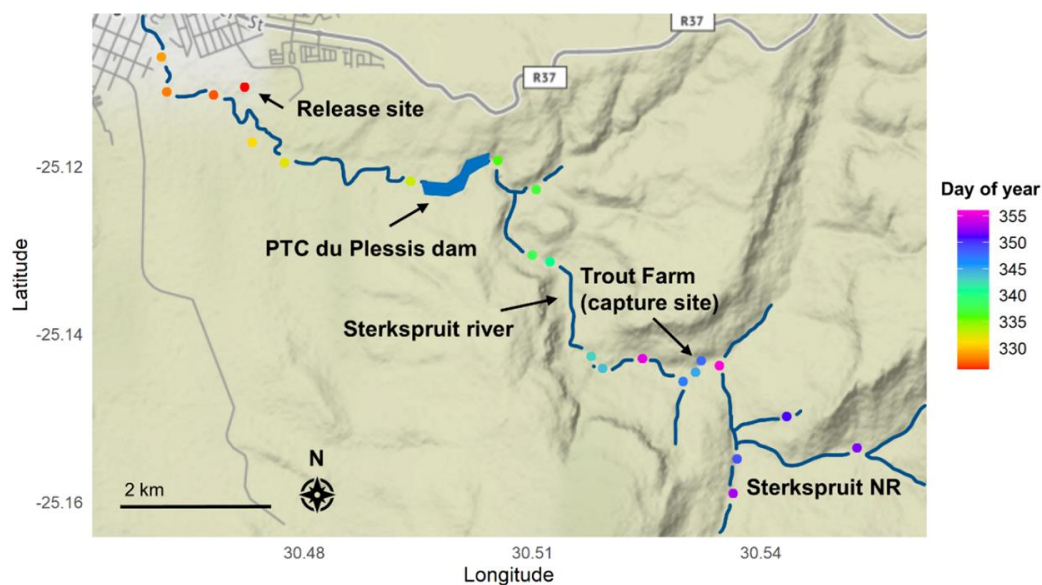 St
R37
R37
Release site
PTC du Plessis dam
Trout Farm
(capture site)
Sterkspruit river
Sterkspruit NR
N
2 km
-25.12
-25.14
-25.16
Latitude
30.48
30.51
30.54
Longitude
Day of year
355
350
345
340
335
330